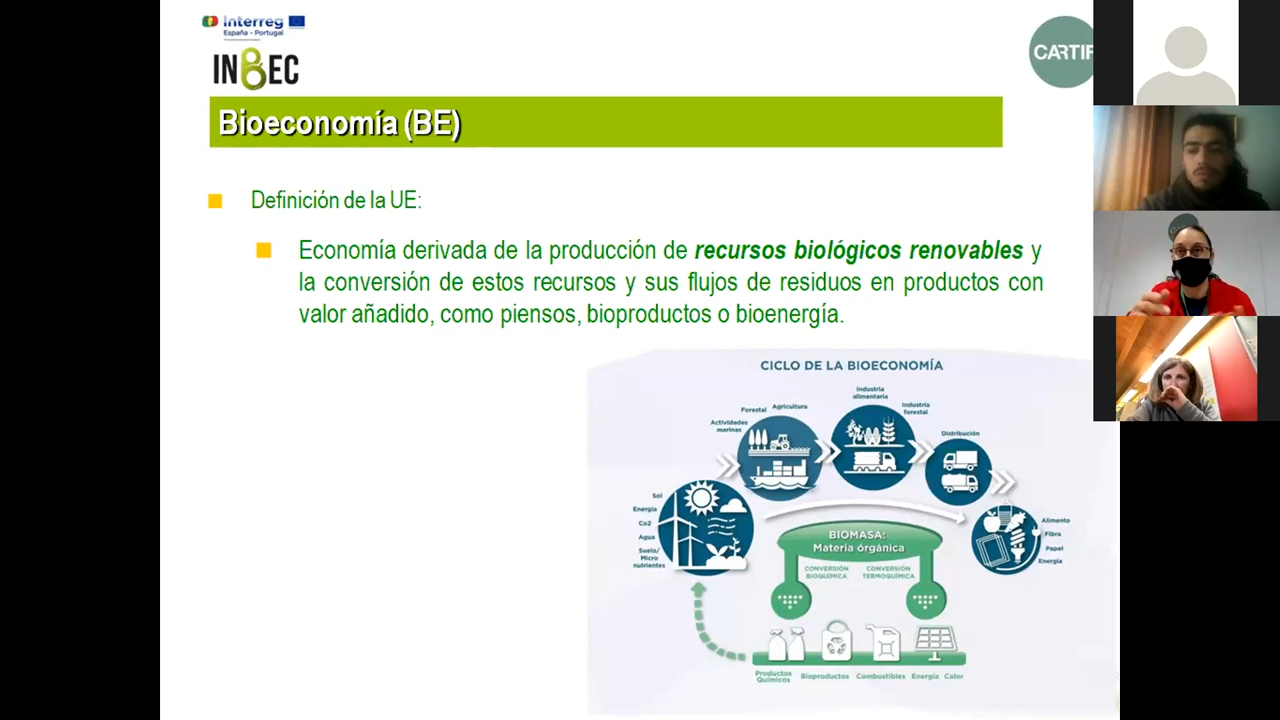 Interreg
España - Portugal
INBEC
CARTIF
Bioeconomía (BE)
Definición de la UE:
Economía derivada de la producción de recursos biológicos renovables y
la conversión de estos recursos y sus flujos de residuos en productos con
valor añadido, como piensos, bioproductos o bioenergía.
CICLO DE LA BIOECONOMÍA
Industria
alimentaria
Forestal
Agricultura
Industria
forestal
Actividades
marinas
Distribución
Sol
Energía
Co2
Agua
Suelo/
Micro
nutrientes
Alimento
Fibra
Papel
Energía
BIOMASA:
Materia órgánica
CONVERSIÓN
BIOQUÍMICA
CONVERSIÓN
TERMOQUÍMICA
Productos
Químicos
Bioproductos
Combustibles
Energía
Calor